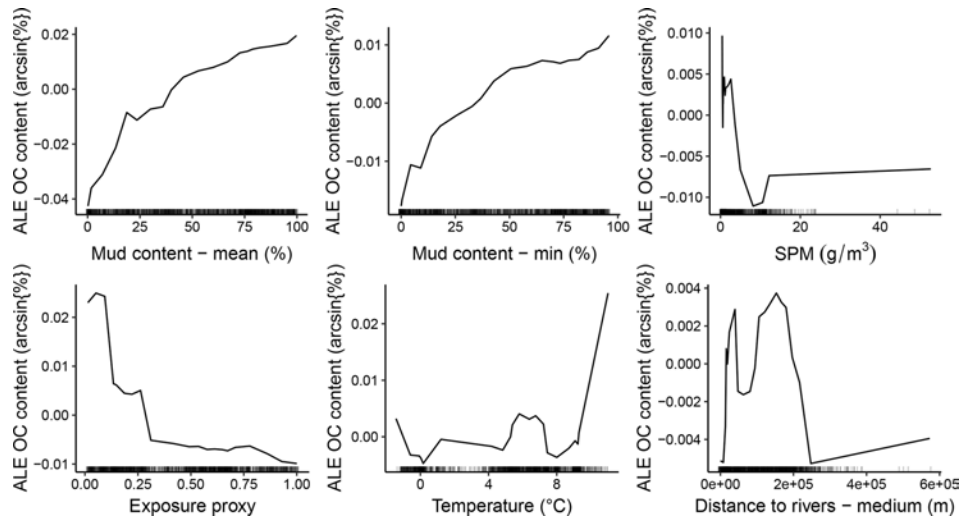 ALE OC content (arcsin{%})
0.02
0.00
−0.02
−0.04
0 25 50 75 100
Mud content − mean (%)
ALE OC content (arcsin{%})
0.01
0.00
−0.01
0 25 50 75 100
Mud content − min (%)
ALE OC content (arcsin{%})
0.010
0.005
0.000
−0.005
−0.010
0 20 40
SPM (g/m³)
ALE OC content (arcsin{%})
0.02
0.01
0.00
−0.01
0.00 0.25 0.50 0.75 1.00
Exposure proxy
ALE OC content (arcsin{%})
0.02
0.01
0.00
0 4 8
Temperature (°C)
ALE OC content (arcsin{%})
0.004
0.002
0.000
−0.002
−0.004
0e+00 2e+05 4e+05 6e+05
Distance to rivers − medium (m)